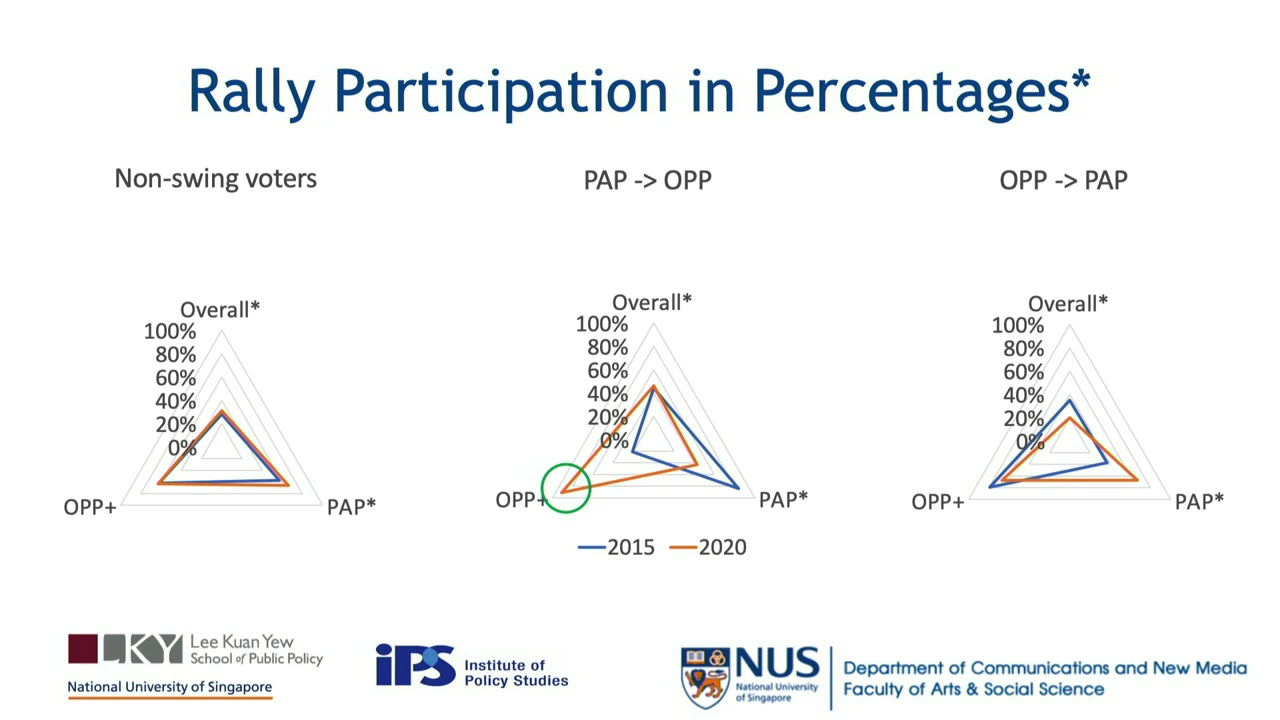 Rally Participation in Percentages*
Non-swing voters
PAP -> OPP
OPP -> PAP
Overall*
100%
80%
60%
40%
20%
0%
OPP+
PAP*
Overall*
100%
80%
60%
40%
20%
0%
OPP+
PAP*
Overall*
100%
80%
60%
40%
20%
0%
OPP+
PAP*
2015
2020
LKY
Lee Kuan Yew
School of Public Policy
National University of Singapore
iPS
Institute of
Policy Studies
NUS
National University
of Singapore
Department of Communications and New Media
Faculty of Arts & Social Science